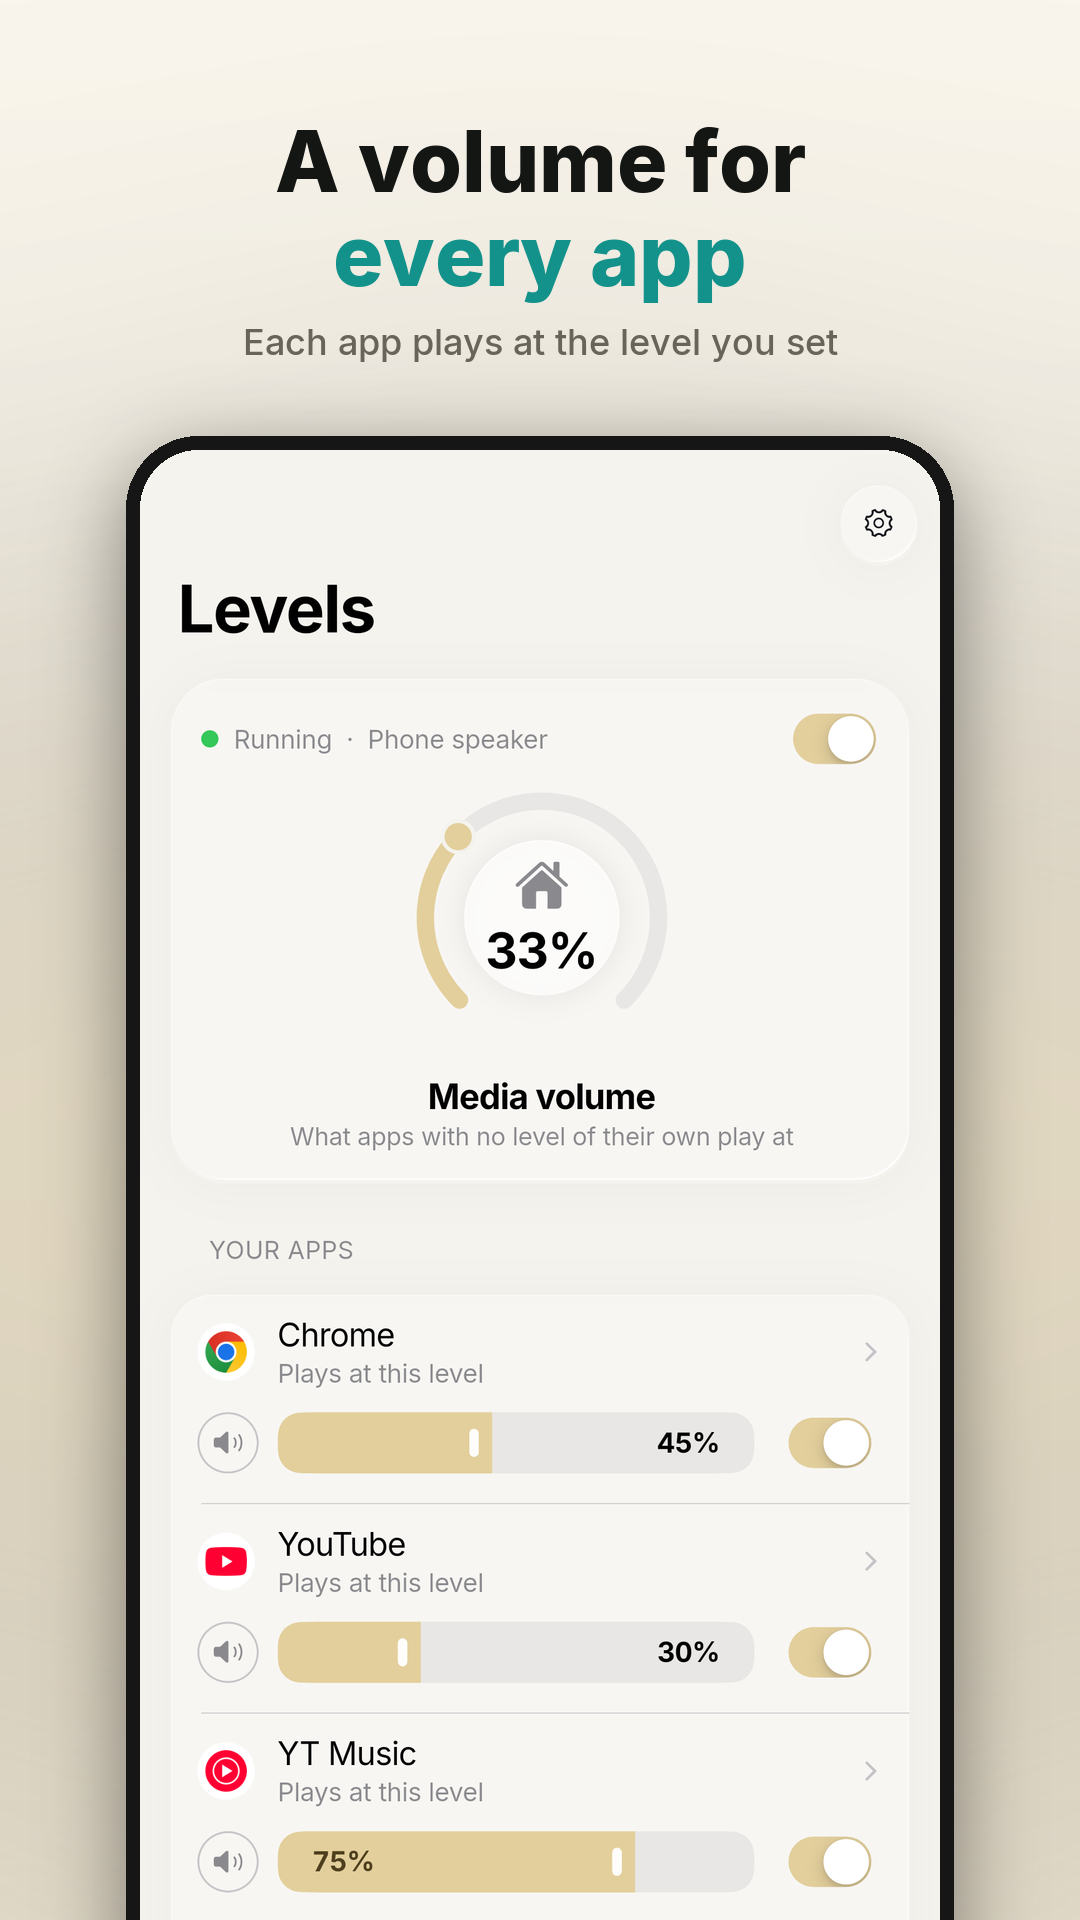 A volume for
every app
Each app plays at the level you set
Levels
Running · Phone speaker
33%
Media volume
What apps with no level of their own play at
YOUR APPS
Chrome
Plays at this level
45%
YouTube
Plays at this level
30%
YT Music
Plays at this level
75%